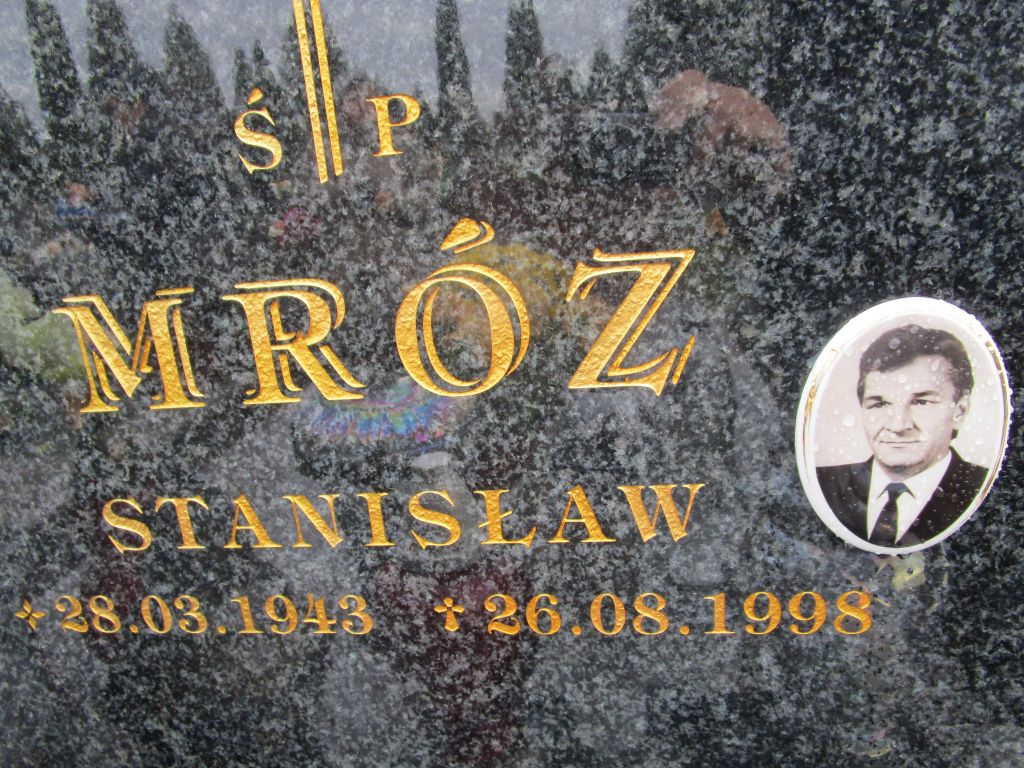 Ś P
MRÓZ
STANISŁAW
28.03.1943 ✝ 26.08.1998